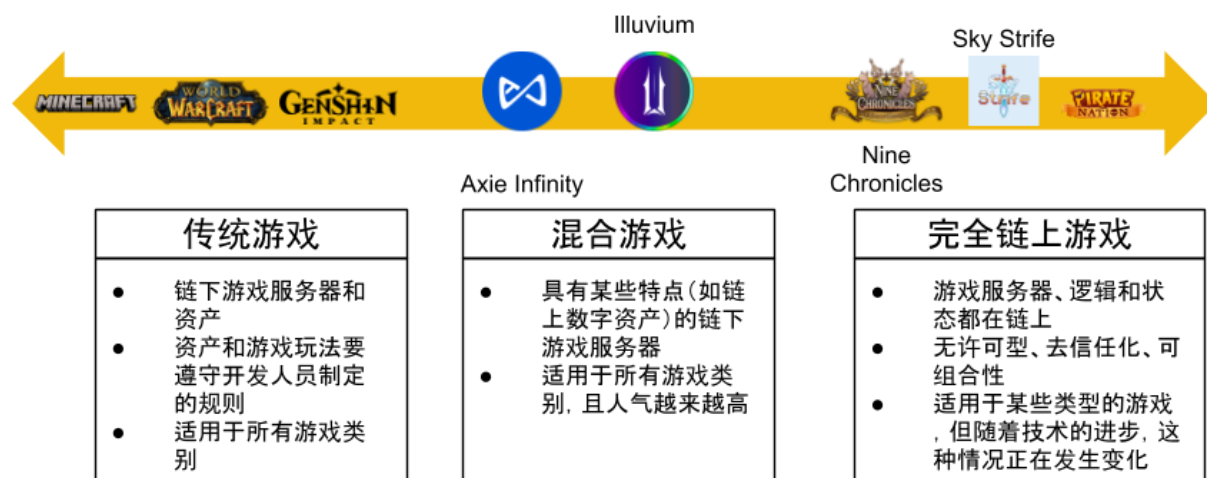 Illuvium
Sky Strife
MINECRAFT
WORLD
WARCRAFT
GENSHIN
IMPACT
NINE
CHRONICLES
Strife
PIRATE
NATION
Axie Infinity
Nine
Chronicles
传统游戏
● 链下游戏服务器和
资产
● 资产和游戏玩法要
遵守开发人员制定
的规则
● 适用于所有游戏类
别
混合游戏
● 具有某些特点（如链
上数字资产）的链下
游戏服务器
● 适用于所有游戏类
别，且人气越来越高
完全链上游戏
● 游戏服务器、逻辑和状
态都在链上
● 无许可型、去信任化、可
组合性
● 适用于某些类型的游戏
，但随着技术的进步，这
种情况正在发生变化